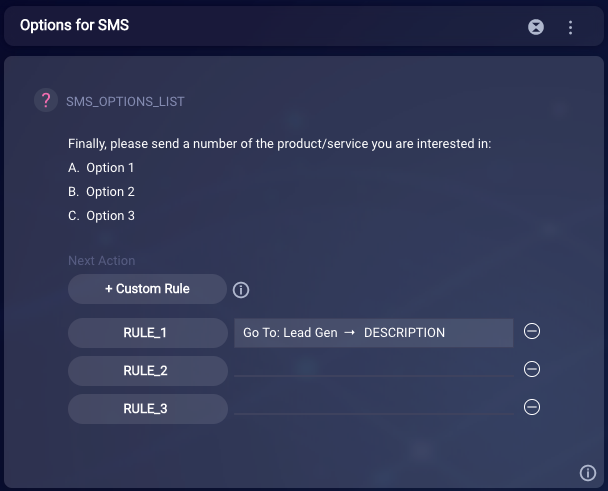 Options for SMS
SMS_OPTIONS_LIST
Finally, please send a number of the product/service you are interested in:
A. Option 1
B. Option 2
C. Option 3
Next Action
+ Custom Rule
RULE_1 Go To: Lead Gen → DESCRIPTION
RULE_2
RULE_3